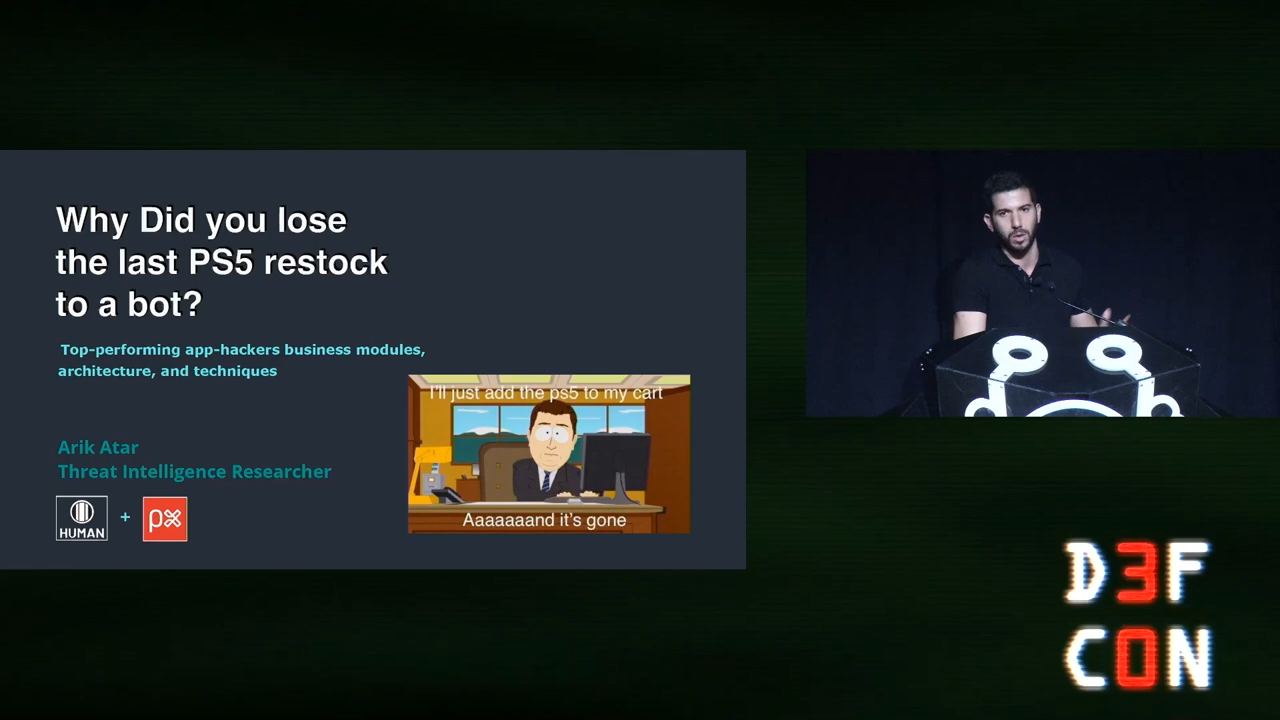 Why Did you lose
the last PS5 restock
to a bot?
Top-performing app-hackers business modules,
architecture, and techniques
I'll just add the ps5 to my cart
Aaaaaaand it's gone
Arik Atar
Threat Intelligence Researcher
HUMAN + px
D3F
C0N